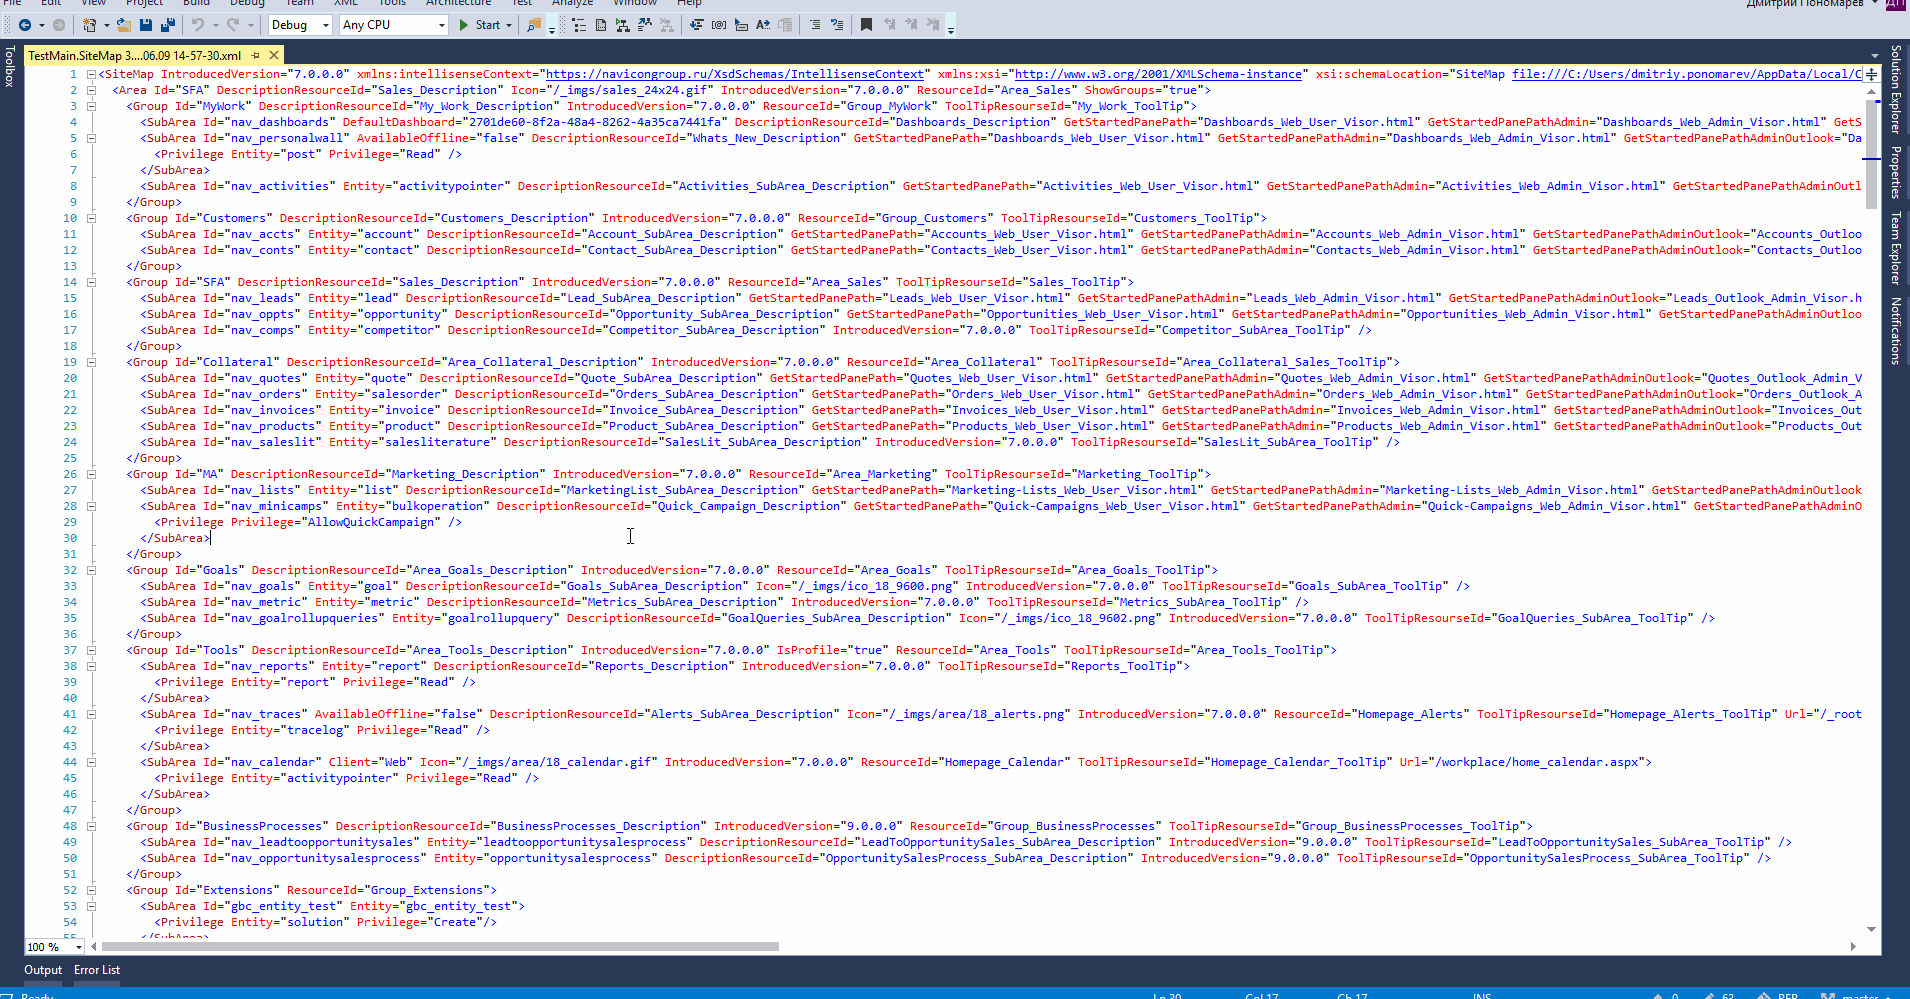 File Edit View Project Build Debug Team XML Tools Architecture Test Analyze Window Help Дмитрий Пономарев ДП
Debug Any CPU Start
Toolbox
TestMain.SiteMap 3....06.09 14-57-30.xml
1 <SiteMap IntroducedVersion="7.0.0.0" xmlns:intellisenseContext="https://navicongroup.ru/XsdSchemas/IntellisenseContext" xmlns:xsi="http://www.w3.org/2001/XMLSchema-instance" xsi:schemaLocation="SiteMap file:///C:/Users/dmitriy.ponomarev/AppData/Local/C
2 <Area Id="SFA" DescriptionResourceId="Sales_Description" Icon="/_imgs/sales_24x24.gif" IntroducedVersion="7.0.0.0" ResourceId="Area_Sales" ShowGroups="true">
3 <Group Id="MyWork" DescriptionResourceId="My_Work_Description" IntroducedVersion="7.0.0.0" ResourceId="Group_MyWork" ToolTipResourseId="My_Work_ToolTip">
4 <SubArea Id="nav_dashboards" DefaultDashboard="2701de60-8f2a-48a4-8262-4a35ca7441fa" DescriptionResourceId="Dashboards_Description" GetStartedPanePath="Dashboards_Web_User_Visor.html" GetStartedPanePathAdmin="Dashboards_Web_Admin_Visor.html" GetS
5 <SubArea Id="nav_personalwall" AvailableOffline="false" DescriptionResourceId="Whats_New_Description" GetStartedPanePath="Dashboards_Web_User_Visor.html" GetStartedPanePathAdmin="Dashboards_Web_Admin_Visor.html" GetStartedPanePathAdminOutlook="Da
6 <Privilege Entity="post" Privilege="Read" />
7 </SubArea>
8 <SubArea Id="nav_activities" Entity="activitypointer" DescriptionResourceId="Activities_SubArea_Description" GetStartedPanePath="Activities_Web_User_Visor.html" GetStartedPanePathAdmin="Activities_Web_Admin_Visor.html" GetStartedPanePathAdminOutl
9 </Group>
10 <Group Id="Customers" DescriptionResourceId="Customers_Description" IntroducedVersion="7.0.0.0" ResourceId="Group_Customers" ToolTipResourseId="Customers_ToolTip">
11 <SubArea Id="nav_accts" Entity="account" DescriptionResourceId="Account_SubArea_Description" GetStartedPanePath="Accounts_Web_User_Visor.html" GetStartedPanePathAdmin="Accounts_Web_Admin_Visor.html" GetStartedPanePathAdminOutlook="Accounts_Outloo
12 <SubArea Id="nav_conts" Entity="contact" DescriptionResourceId="Contact_SubArea_Description" GetStartedPanePath="Contacts_Web_User_Visor.html" GetStartedPanePathAdmin="Contacts_Web_Admin_Visor.html" GetStartedPanePathAdminOutlook="Contacts_Outloo
13 </Group>
14 <Group Id="SFA" DescriptionResourceId="Sales_Description" IntroducedVersion="7.0.0.0" ResourceId="Area_Sales" ToolTipResourseId="Sales_ToolTip">
15 <SubArea Id="nav_leads" Entity="lead" DescriptionResourceId="Lead_SubArea_Description" GetStartedPanePath="Leads_Web_User_Visor.html" GetStartedPanePathAdmin="Leads_Web_Admin_Visor.html" GetStartedPanePathAdminOutlook="Leads_Outlook_Admin_Visor.h
16 <SubArea Id="nav_oppts" Entity="opportunity" DescriptionResourceId="Opportunity_SubArea_Description" GetStartedPanePath="Opportunities_Web_User_Visor.html" GetStartedPanePathAdmin="Opportunities_Web_Admin_Visor.html" GetStartedPanePathAdminOutloo
17 <SubArea Id="nav_comps" Entity="competitor" DescriptionResourceId="Competitor_SubArea_Description" IntroducedVersion="7.0.0.0" ToolTipResourseId="Competitor_SubArea_ToolTip" />
18 </Group>
19 <Group Id="Collateral" DescriptionResourceId="Area_Collateral_Description" IntroducedVersion="7.0.0.0" ResourceId="Area_Collateral" ToolTipResourseId="Area_Collateral_Sales_ToolTip">
20 <SubArea Id="nav_quotes" Entity="quote" DescriptionResourceId="Quote_SubArea_Description" GetStartedPanePath="Quotes_Web_User_Visor.html" GetStartedPanePathAdmin="Quotes_Web_Admin_Visor.html" GetStartedPanePathAdminOutlook="Quotes_Outlook_Admin_V
21 <SubArea Id="nav_orders" Entity="salesorder" DescriptionResourceId="Orders_SubArea_Description" GetStartedPanePath="Orders_Web_User_Visor.html" GetStartedPanePathAdmin="Orders_Web_Admin_Visor.html" GetStartedPanePathAdminOutlook="Orders_Outlook_A
22 <SubArea Id="nav_invoices" Entity="invoice" DescriptionResourceId="Invoice_SubArea_Description" GetStartedPanePath="Invoices_Web_User_Visor.html" GetStartedPanePathAdmin="Invoices_Web_Admin_Visor.html" GetStartedPanePathAdminOutlook="Invoices_Out
23 <SubArea Id="nav_products" Entity="product" DescriptionResourceId="Product_SubArea_Description" GetStartedPanePath="Products_Web_User_Visor.html" GetStartedPanePathAdmin="Products_Web_Admin_Visor.html" GetStartedPanePathAdminOutlook="Products_Out
24 <SubArea Id="nav_saleslit" Entity="salesliterature" DescriptionResourceId="SalesLit_SubArea_Description" IntroducedVersion="7.0.0.0" ToolTipResourseId="SalesLit_SubArea_ToolTip" />
25 </Group>
26 <Group Id="MA" DescriptionResourceId="Marketing_Description" IntroducedVersion="7.0.0.0" ResourceId="Area_Marketing" ToolTipResourseId="Marketing_ToolTip">
27 <SubArea Id="nav_lists" Entity="list" DescriptionResourceId="MarketingList_SubArea_Description" GetStartedPanePath="Marketing-Lists_Web_User_Visor.html" GetStartedPanePathAdmin="Marketing-Lists_Web_Admin_Visor.html" GetStartedPanePathAdminOutlook
28 <SubArea Id="nav_minicamps" Entity="bulkoperation" DescriptionResourceId="Quick_Campaign_Description" GetStartedPanePath="Quick-Campaigns_Web_User_Visor.html" GetStartedPanePathAdmin="Quick-Campaigns_Web_Admin_Visor.html" GetStartedPanePathAdminO
29 <Privilege Privilege="AllowQuickCampaign" />
30 </SubArea>
31 </Group>
32 <Group Id="Goals" DescriptionResourceId="Area_Goals_Description" IntroducedVersion="7.0.0.0" ResourceId="Area_Goals" ToolTipResourseId="Area_Goals_ToolTip">
33 <SubArea Id="nav_goals" Entity="goal" DescriptionResourceId="Goals_SubArea_Description" Icon="/_imgs/ico_18_9600.png" IntroducedVersion="7.0.0.0" ToolTipResourseId="Goals_SubArea_ToolTip" />
34 <SubArea Id="nav_metric" Entity="metric" DescriptionResourceId="Metrics_SubArea_Description" IntroducedVersion="7.0.0.0" ToolTipResourseId="Metrics_SubArea_ToolTip" />
35 <SubArea Id="nav_goalrollupqueries" Entity="goalrollupquery" DescriptionResourceId="GoalQueries_SubArea_Description" Icon="/_imgs/ico_18_9602.png" IntroducedVersion="7.0.0.0" ToolTipResourseId="GoalQueries_SubArea_ToolTip" />
36 </Group>
37 <Group Id="Tools" DescriptionResourceId="Area_Tools_Description" IntroducedVersion="7.0.0.0" IsProfile="true" ResourceId="Area_Tools" ToolTipResourseId="Area_Tools_ToolTip">
38 <SubArea Id="nav_reports" Entity="report" DescriptionResourceId="Reports_Description" IntroducedVersion="7.0.0.0" ToolTipResourseId="Reports_ToolTip">
39 <Privilege Entity="report" Privilege="Read" />
40 </SubArea>
41 <SubArea Id="nav_traces" AvailableOffline="false" DescriptionResourceId="Alerts_SubArea_Description" Icon="/_imgs/area/18_alerts.png" IntroducedVersion="7.0.0.0" ResourceId="Homepage_Alerts" ToolTipResourseId="Homepage_Alerts_ToolTip" Url="/_root
42 <Privilege Entity="tracelog" Privilege="Read" />
43 </SubArea>
44 <SubArea Id="nav_calendar" Client="Web" Icon="/_imgs/area/18_calendar.gif" IntroducedVersion="7.0.0.0" ResourceId="Homepage_Calendar" ToolTipResourseId="Homepage_Calendar_ToolTip" Url="/workplace/home_calendar.aspx">
45 <Privilege Entity="activitypointer" Privilege="Read" />
46 </SubArea>
47 </Group>
48 <Group Id="BusinessProcesses" DescriptionResourceId="BusinessProcesses_Description" IntroducedVersion="9.0.0.0" ResourceId="Group_BusinessProcesses" ToolTipResourseId="Group_BusinessProcesses_ToolTip">
49 <SubArea Id="nav_leadtoopportunitysales" Entity="leadtoopportunitysalesprocess" DescriptionResourceId="LeadToOpportunitySales_SubArea_Description" IntroducedVersion="9.0.0.0" ToolTipResourseId="LeadToOpportunitySales_SubArea_ToolTip" />
50 <SubArea Id="nav_opportunitysalesprocess" Entity="opportunitysalesprocess" DescriptionResourceId="OpportunitySalesProcess_SubArea_Description" IntroducedVersion="9.0.0.0" ToolTipResourseId="OpportunitySalesProcess_SubArea_ToolTip" />
51 </Group>
52 <Group Id="Extensions" ResourceId="Group_Extensions">
53 <SubArea Id="gbc_entity_test" Entity="gbc_entity_test">
54 <Privilege Entity="solution" Privilege="Create"/>
55 </SubArea>
Solution Explorer
Properties
Team Explorer
Notifications
100 %
Output Error List
Ready Ln 30 Col 17 Ch 17 INS 0 63 REP master